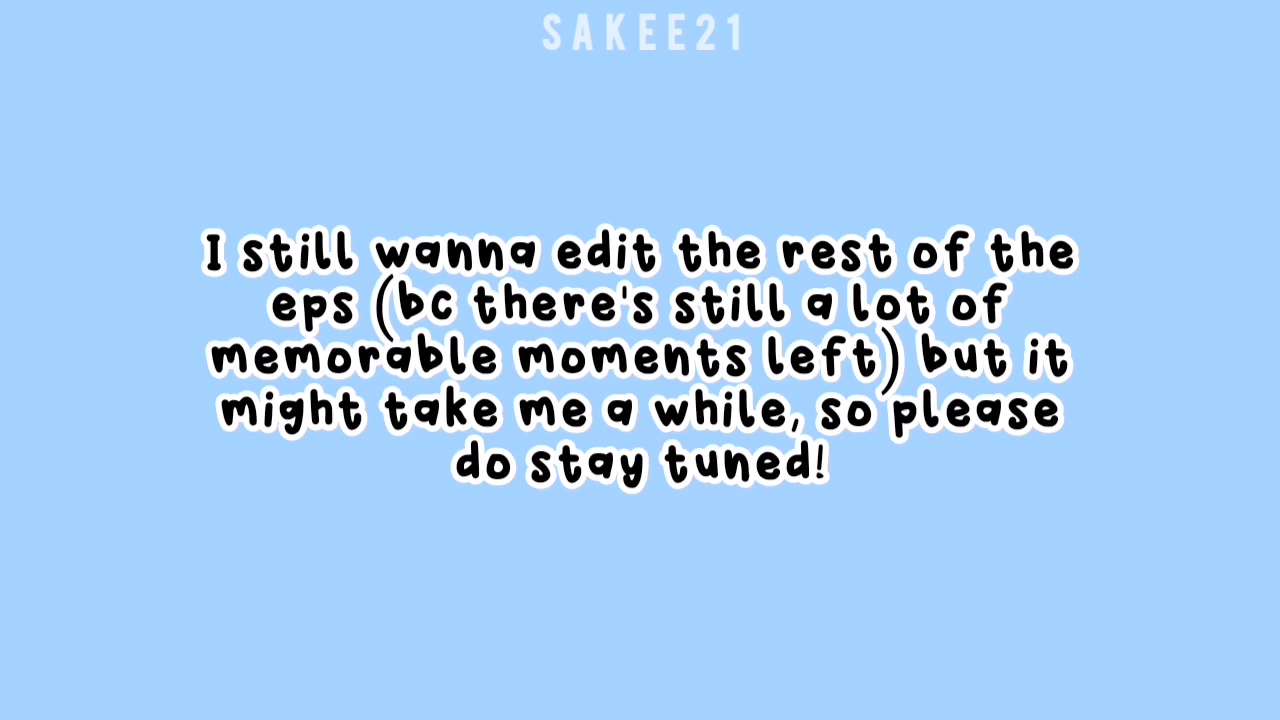 SAKEE21
I still wanna edit the rest of the
eps (bc there's still a lot of
memorable moments left) but it
might take me a while, so please
do stay tuned!